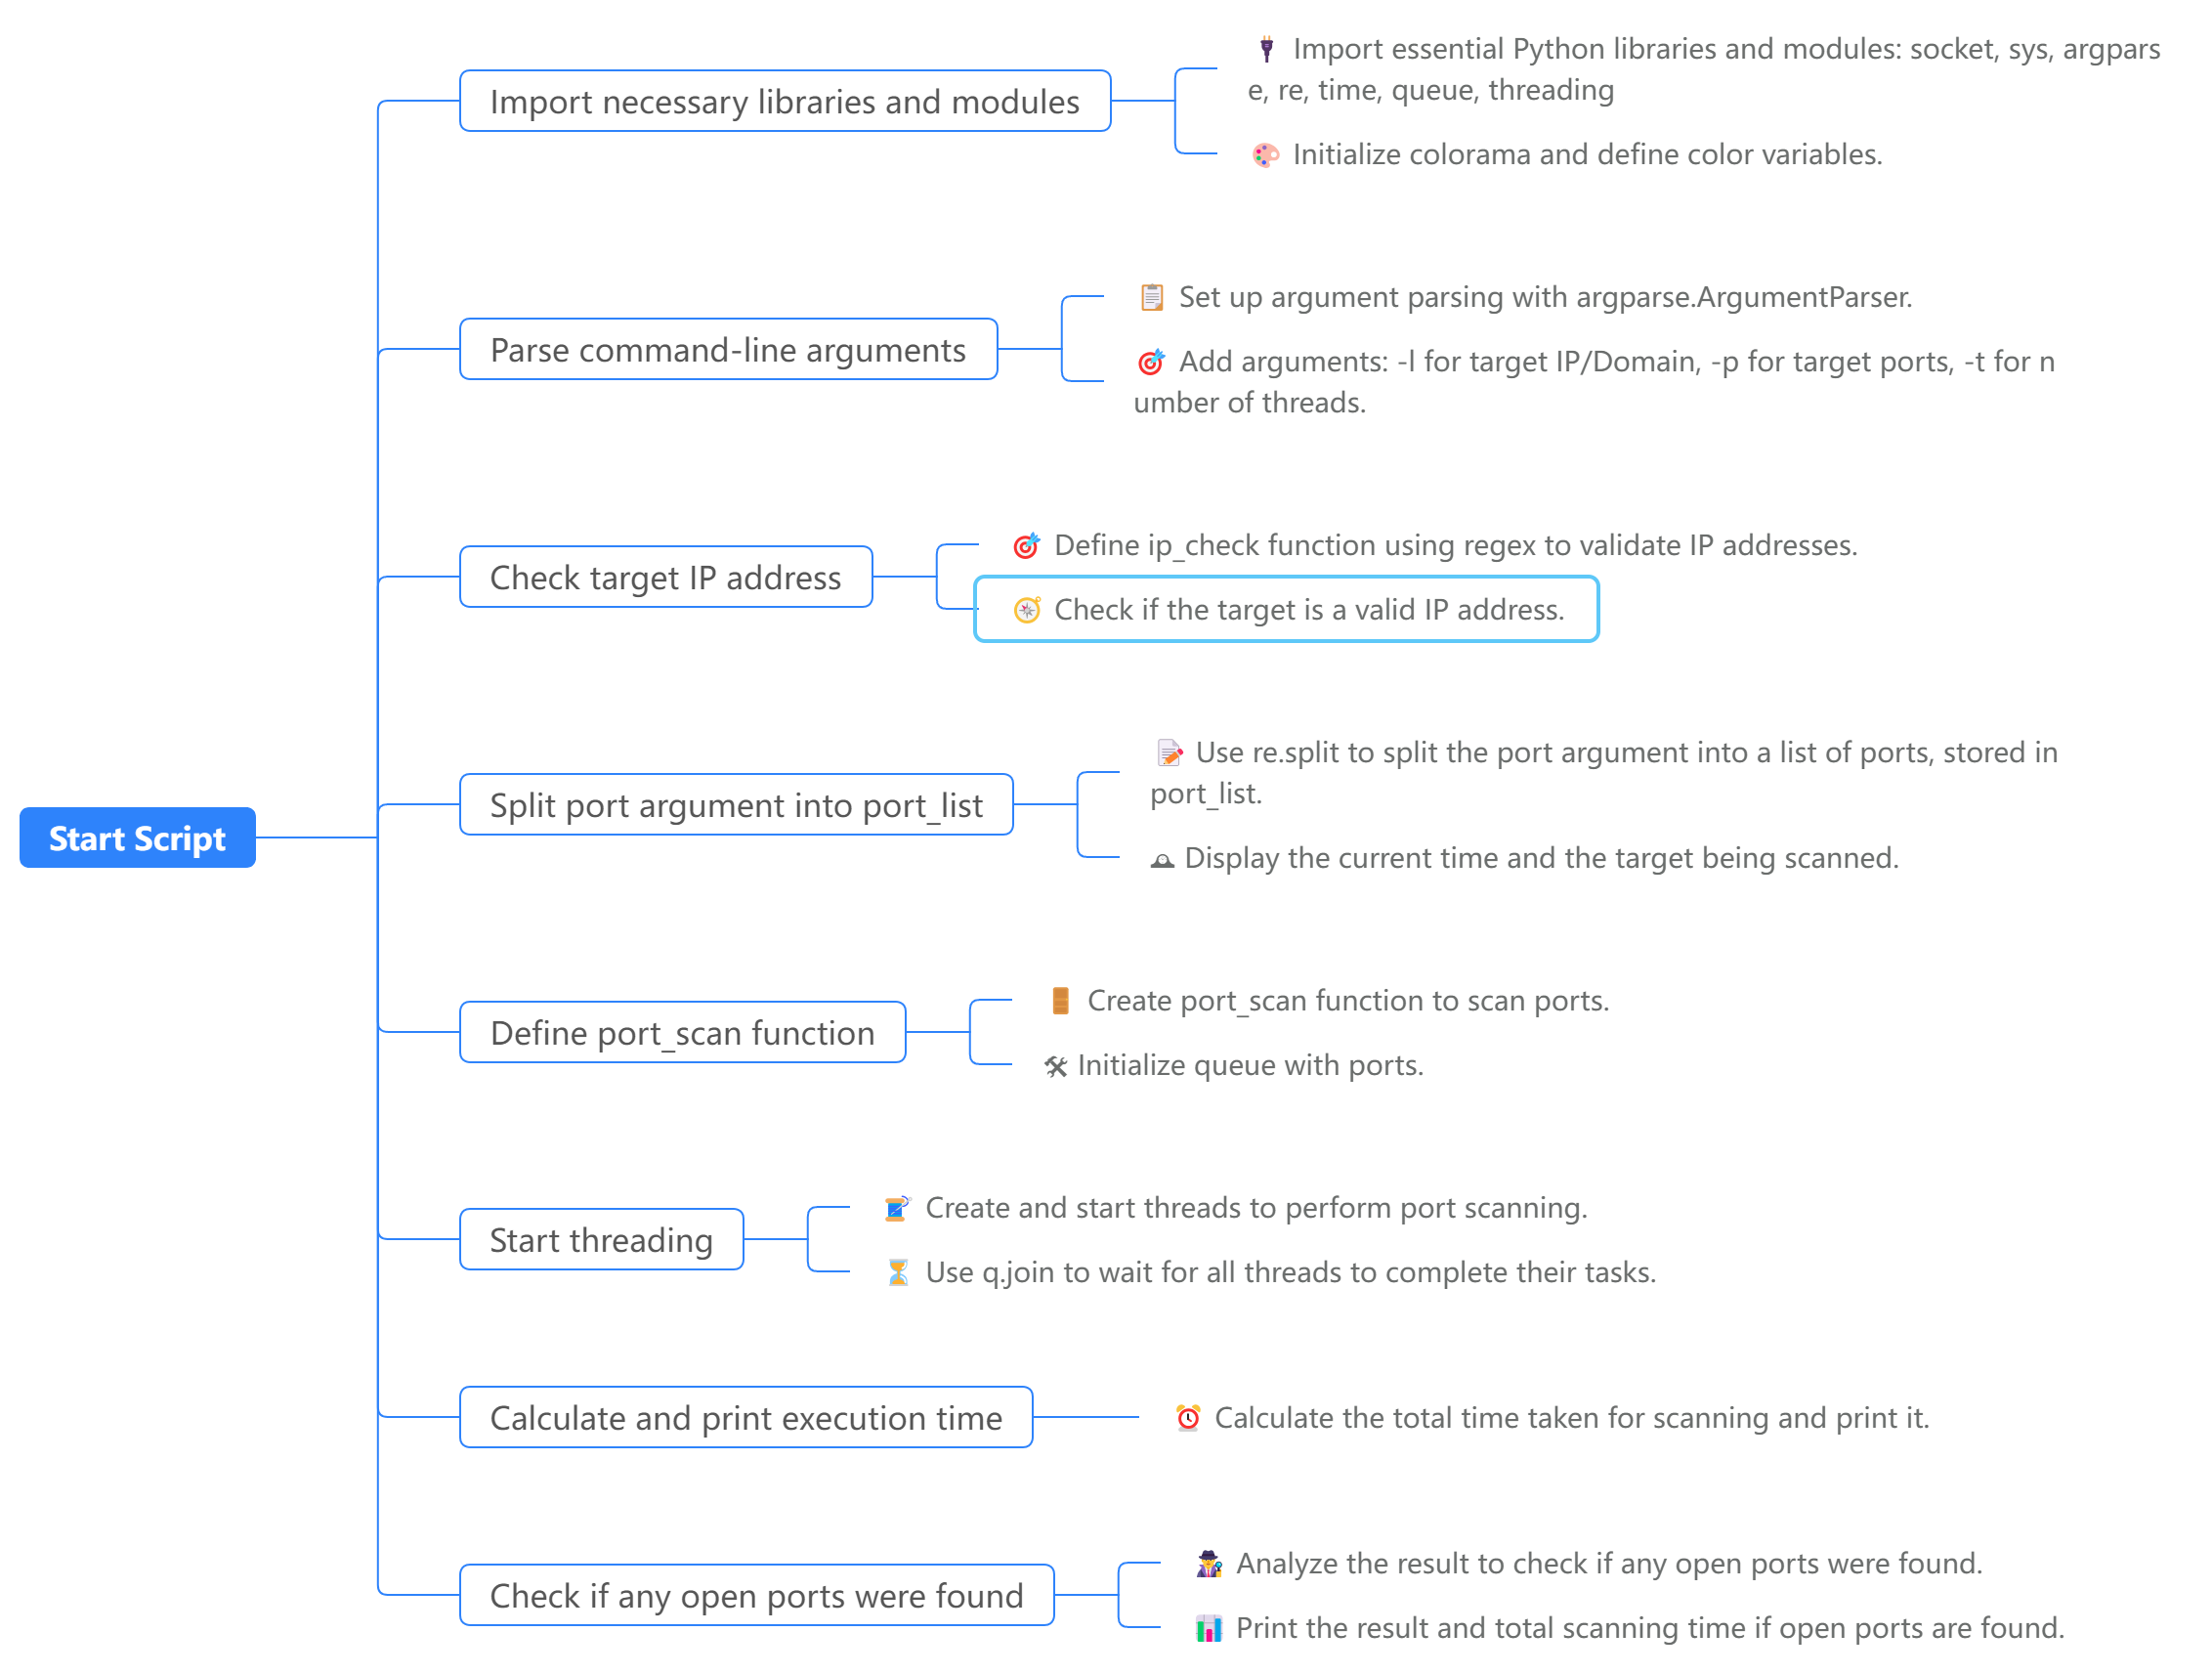 Import necessary libraries and modules
Import essential Python libraries and modules: socket, sys, argpars
e, re, time, queue, threading
Initialize colorama and define color variables.
Parse command-line arguments
Set up argument parsing with argparse.ArgumentParser.
Add arguments: -l for target IP/Domain, -p for target ports, -t for n
umber of threads.
Check target IP address
Define ip_check function using regex to validate IP addresses.
Check if the target is a valid IP address.
Start Script
Split port argument into port_list
Use re.split to split the port argument into a list of ports, stored in
port_list.
Display the current time and the target being scanned.
Define port_scan function
Create port_scan function to scan ports.
Initialize queue with ports.
Start threading
Create and start threads to perform port scanning.
Use q.join to wait for all threads to complete their tasks.
Calculate and print execution time
Calculate the total time taken for scanning and print it.
Check if any open ports were found
Analyze the result to check if any open ports were found.
Print the result and total scanning time if open ports are found.